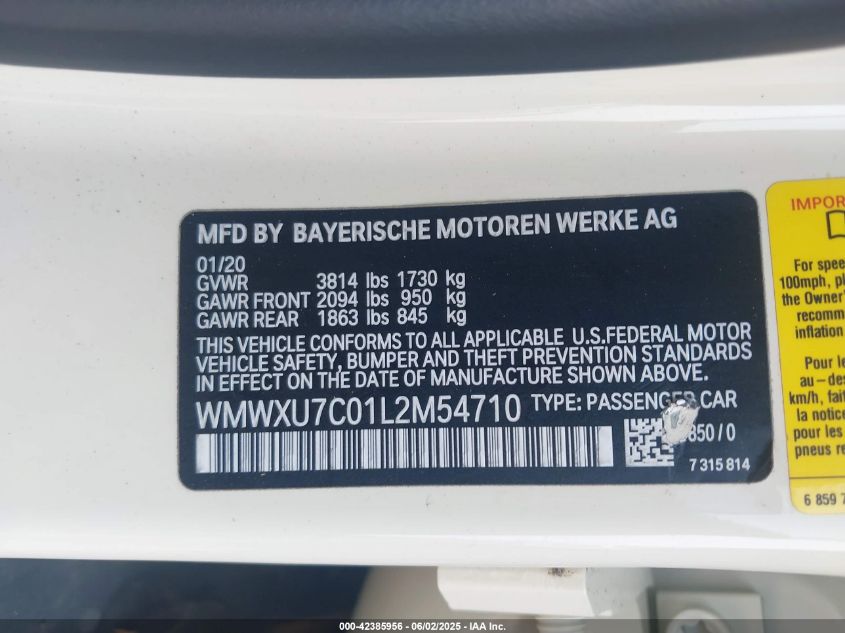 MFD BY BAYERISCHE MOTOREN WERKE AG
01/20
GVWR 3814 lbs 1730 kg
GAWR FRONT 2094 lbs 950 kg
GAWR REAR 1863 lbs 845 kg
THIS VEHICLE CONFORMS TO ALL APPLICABLE U.S.FEDERAL MOTOR
VEHICLE SAFETY, BUMPER AND THEFT PREVENTION STANDARDS
IN EFFECT ON THE DATE OF MANUFACTURE SHOWN ABOVE.
WMWXU7C01L2M54710 TYPE: PASSENGER CAR
850/0
7 315 814
IMPOR
For spee
100mph, pl
the Owner'
recomm
inflation
Pour le
au-des
km/h, fait
la notice
pour les
pneus re
6 859 7
000-42385956 | 06/02/2025 | IAA Inc.